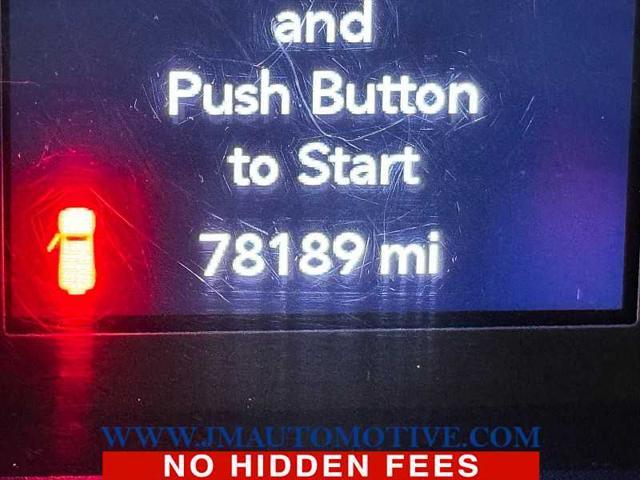 and
Push Button
to Start
78189 mi
WWW.JMAUTOMOTIVE.COM
NO HIDDEN FEES